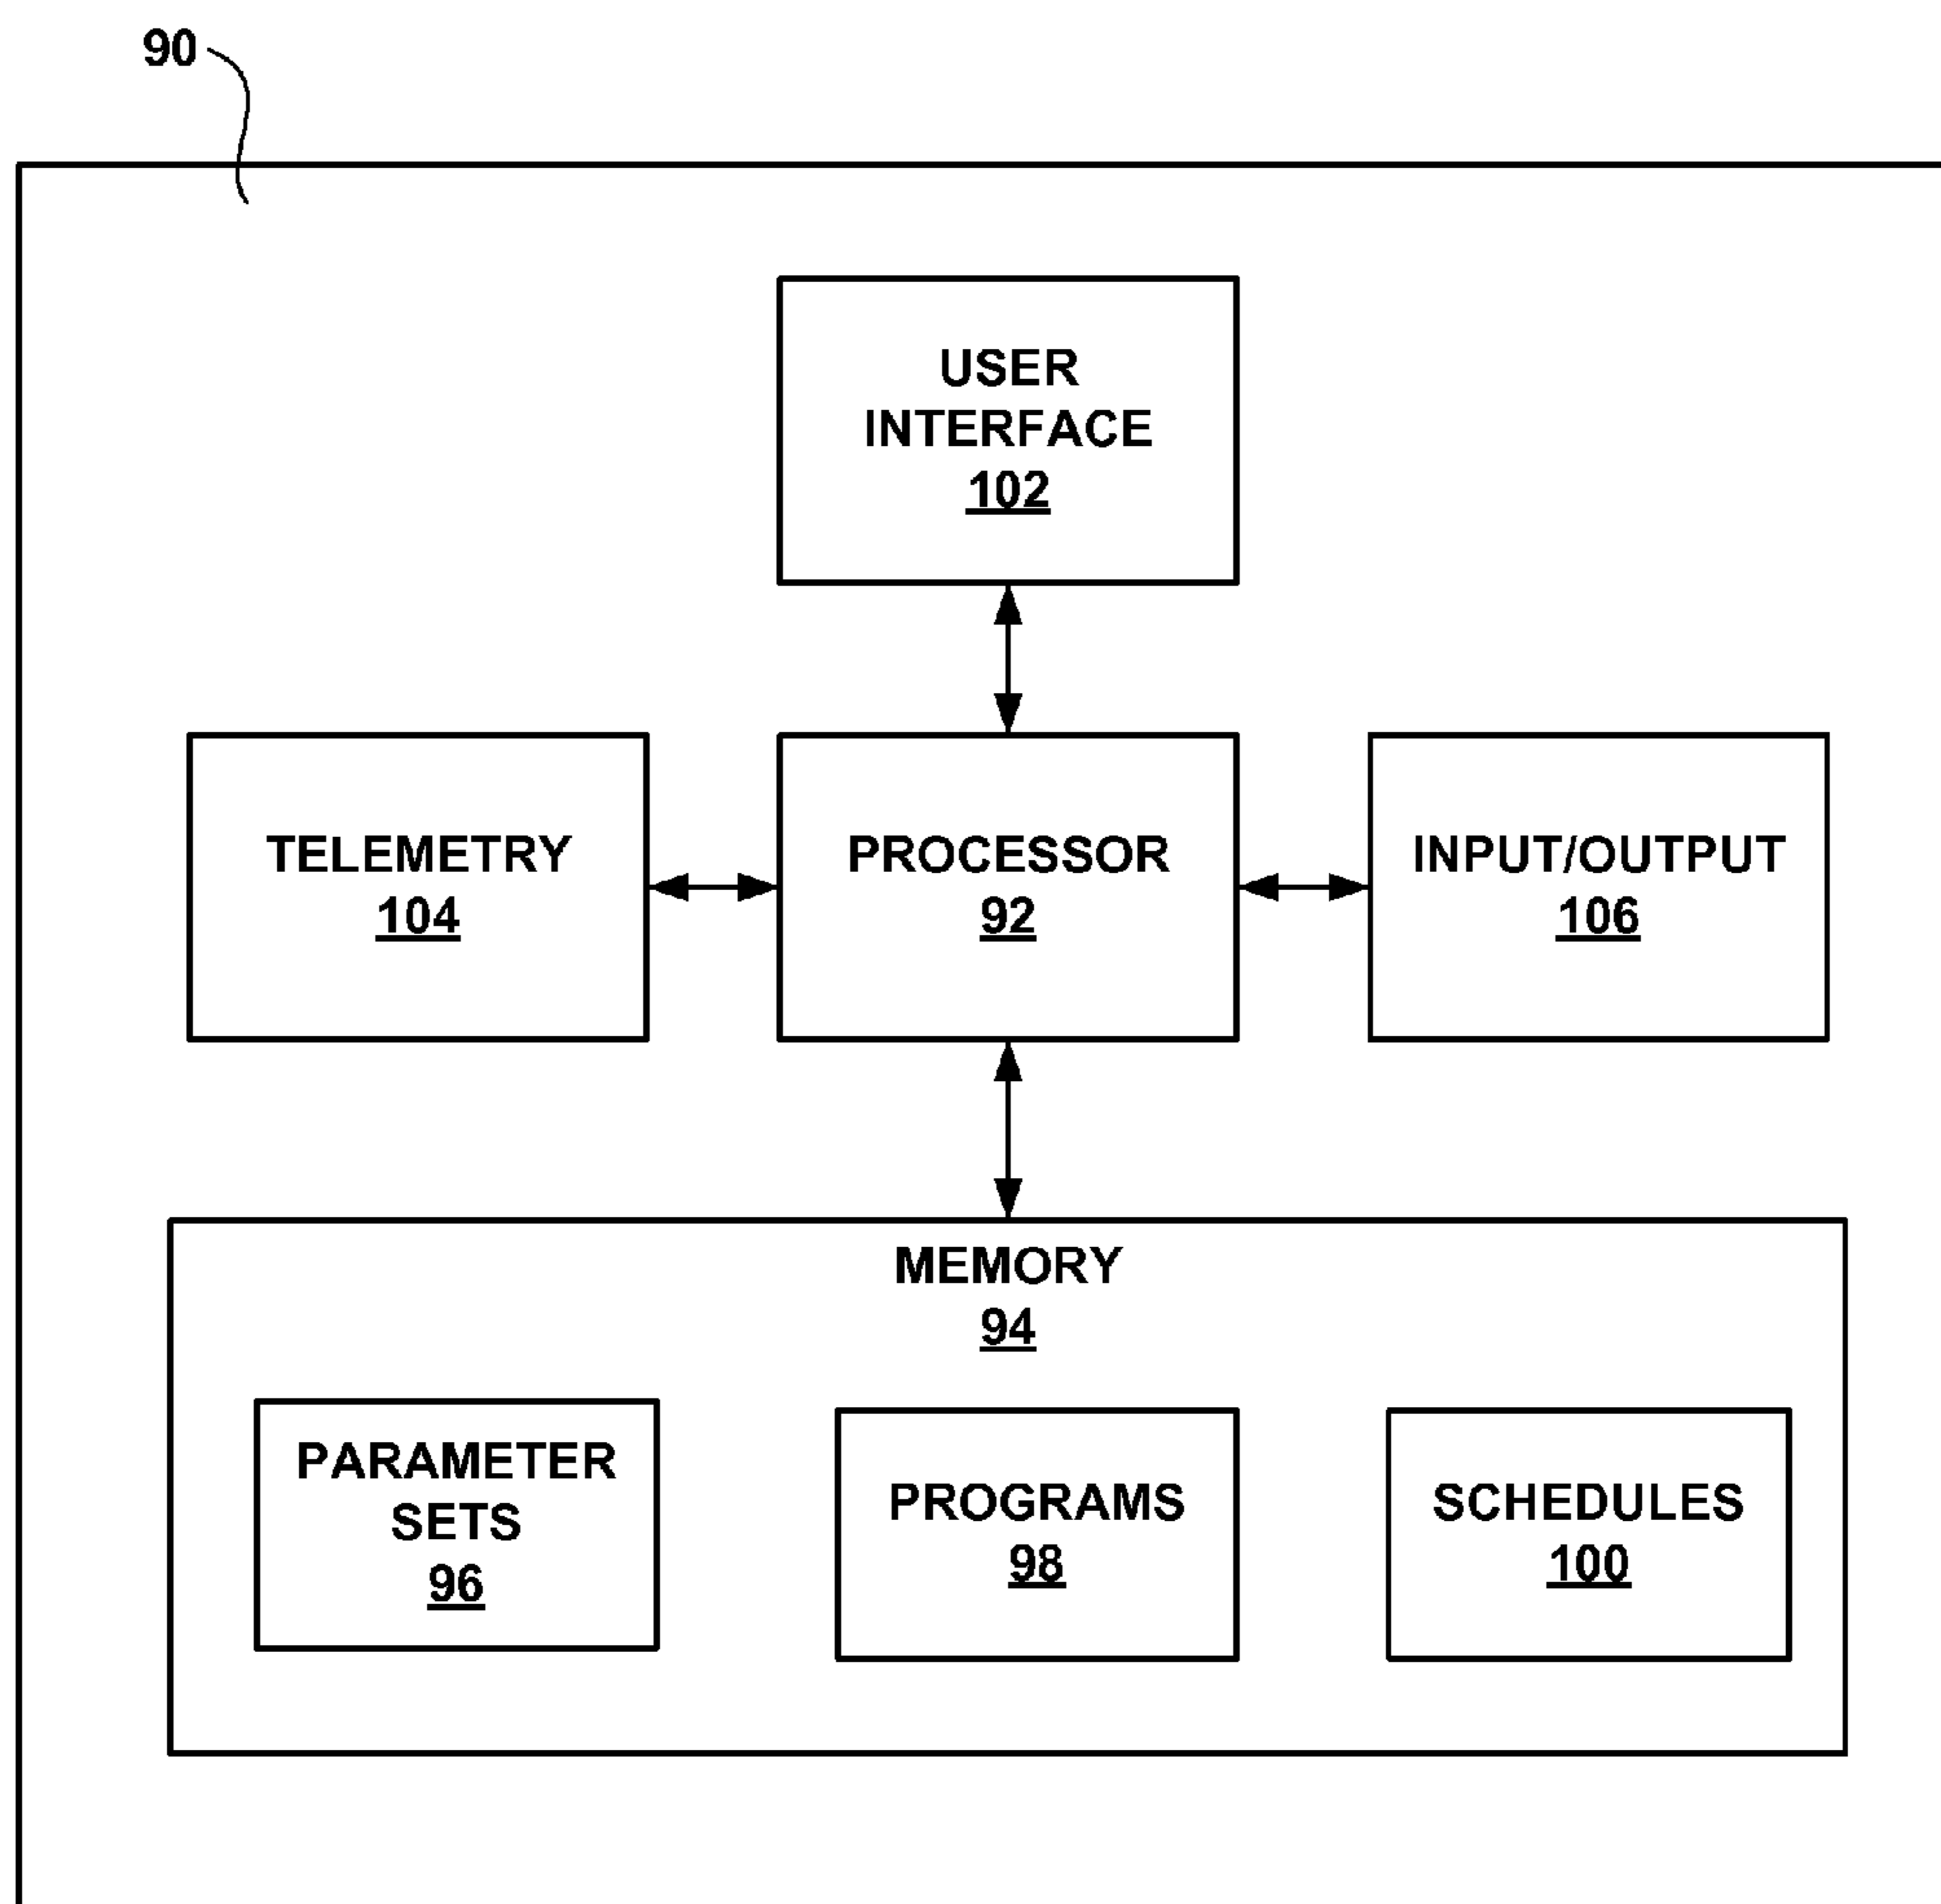 90
USER
INTERFACE
102
TELEMETRY
104
PROCESSOR
92
INPUT/OUTPUT
106
MEMORY
94
PARAMETER
SETS
96
PROGRAMS
98
SCHEDULES
100